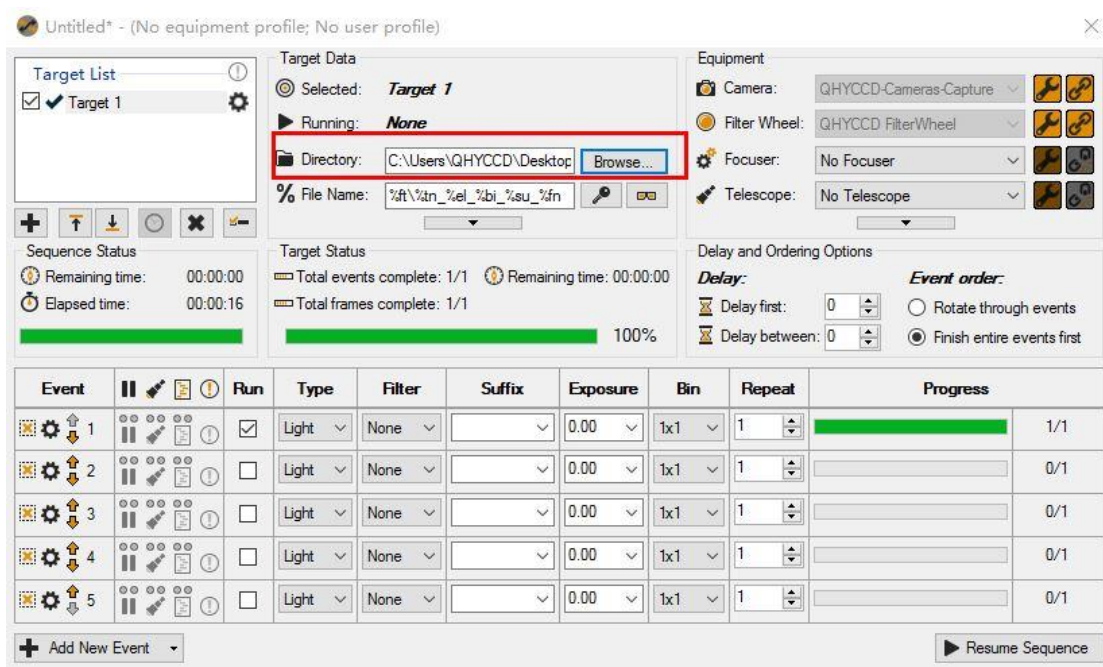 Untitled* - (No equipment profile; No user profile)
Target List
Target 1
Target Data
Selected: Target 1
Running: None
Directory: C:\Users\QHYCCD\Desktop Browse...
File Name: %ft\%tn_%el_%bi_%su_%fn
Equipment
Camera: QHYCCD-Cameras-Capture
Filter Wheel: QHYCCD FilterWheel
Focuser: No Focuser
Telescope: No Telescope
Sequence Status
Remaining time: 00:00:00
Elapsed time: 00:00:16
Target Status
Total events complete: 1/1 Remaining time: 00:00:00
Total frames complete: 1/1
100%
Delay and Ordering Options
Delay: Event order:
Delay first: 0 Rotate through events
Delay between: 0 Finish entire events first
Event Run Type Filter Suffix Exposure Bin Repeat Progress
1 Light None 0.00 1x1 1 1/1
2 Light None 0.00 1x1 1 0/1
3 Light None 0.00 1x1 1 0/1
4 Light None 0.00 1x1 1 0/1
5 Light None 0.00 1x1 1 0/1
Add New Event Resume Sequence